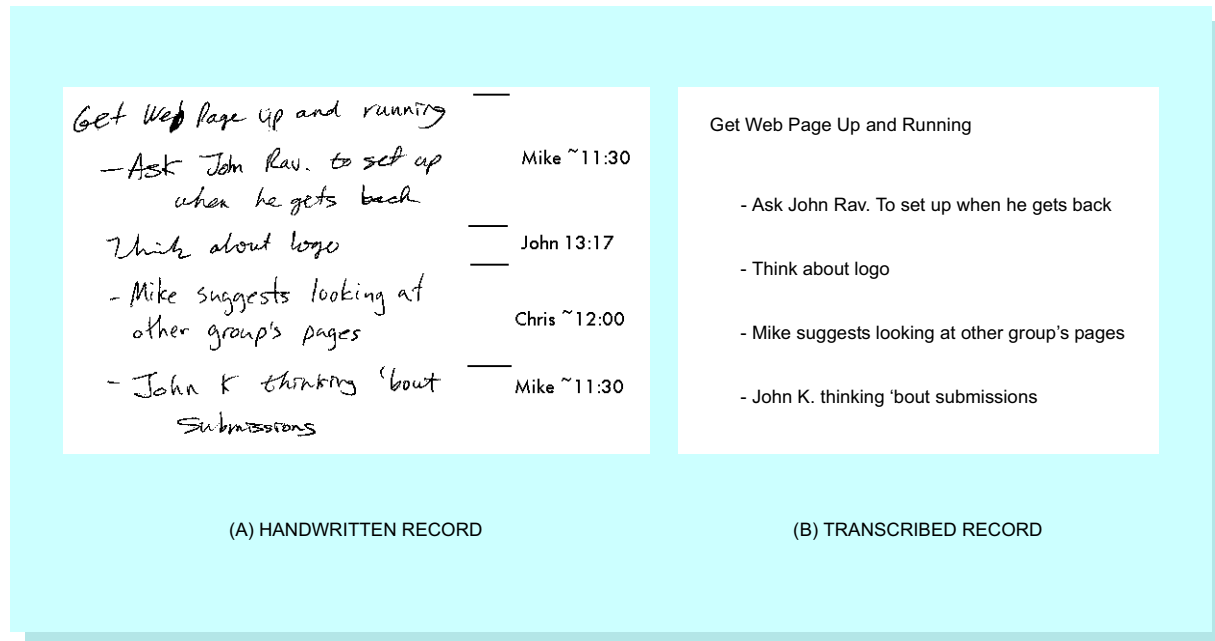 Get Web Page up and running
- Ask John Rav. to set up
when he gets back
Think about logo
- Mike suggests looking at
other group's pages
- John K thinking 'bout
submissions
Mike ~11:30
John 13:17
Chris ~12:00
Mike ~11:30
(A) HANDWRITTEN RECORD
Get Web Page Up and Running
- Ask John Rav. To set up when he gets back
- Think about logo
- Mike suggests looking at other group’s pages
- John K. thinking ‘bout submissions
(B) TRANSCRIBED RECORD